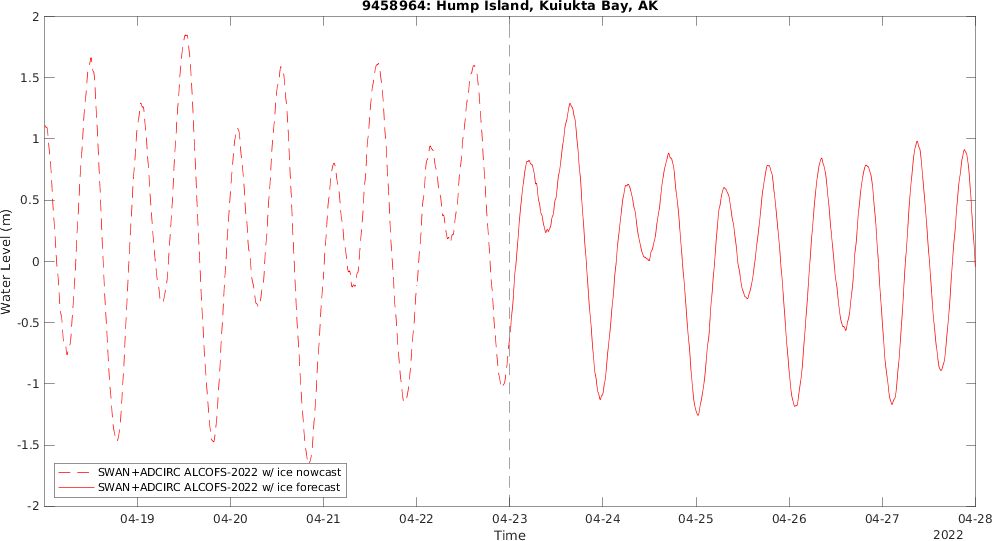 9458964: Hump Island, Kuiukta Bay, AK
2
1.5
1
0.5
0
-0.5
-1
-1.5
-2
Water Level (m)
SWAN+ADCIRC ALCOFS-2022 w/ ice nowcast
SWAN+ADCIRC ALCOFS-2022 w/ ice forecast
04-19 04-20 04-21 04-22 04-23 04-24 04-25 04-26 04-27 04-28
Time
2022